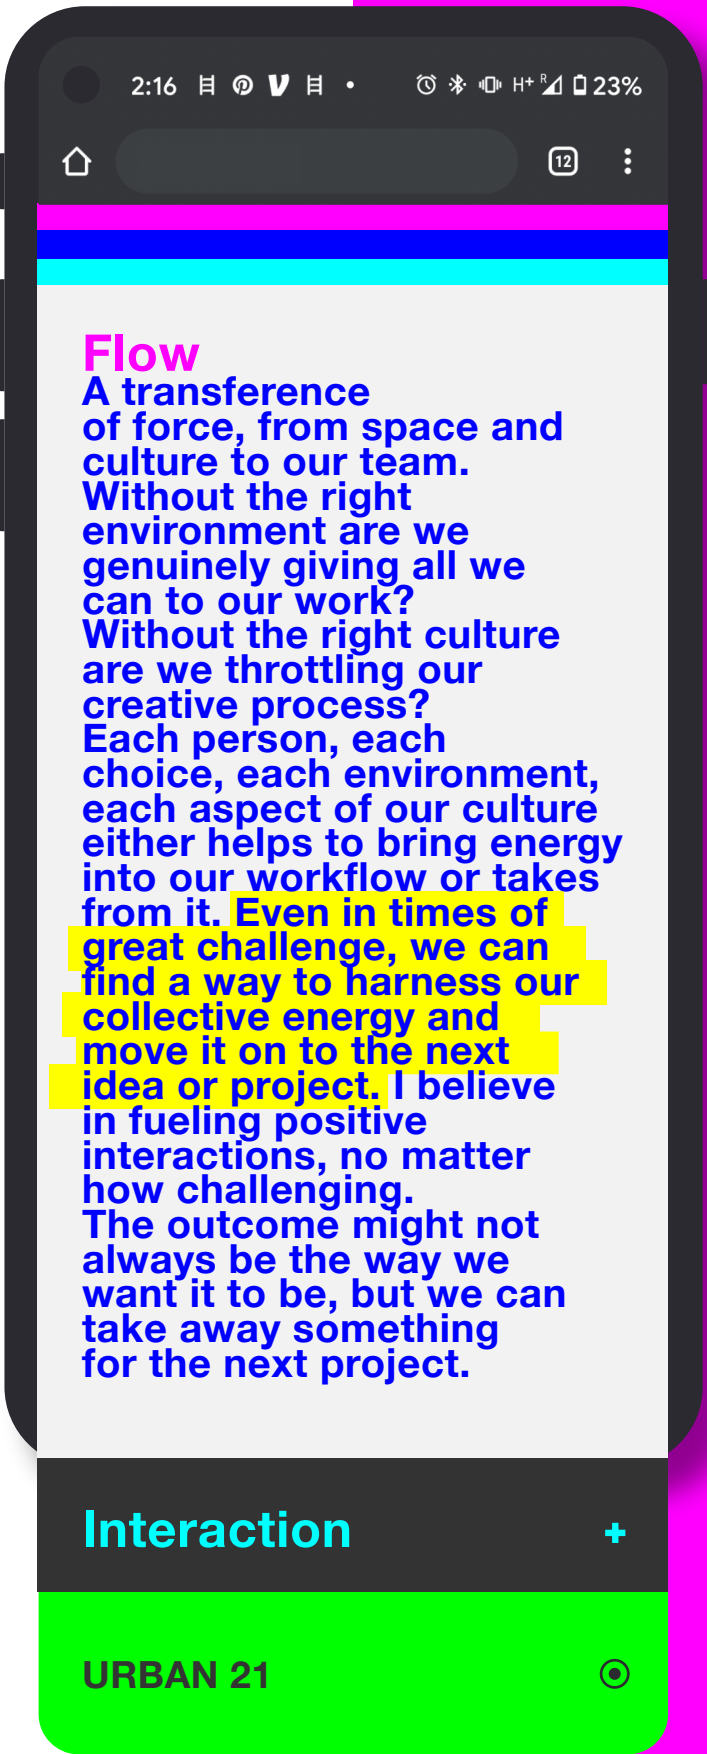 2:16
H+ R 23%
12
Flow
A transference
of force, from space and
culture to our team.
Without the right
environment are we
genuinely giving all we
can to our work?
Without the right culture
are we throttling our
creative process?
Each person, each
choice, each environment,
each aspect of our culture
either helps to bring energy
into our workflow or takes
from it. Even in times of
great challenge, we can
find a way to harness our
collective energy and
move it on to the next
idea or project. I believe
in fueling positive
interactions, no matter
how challenging.
The outcome might not
always be the way we
want it to be, but we can
take away something
for the next project.
Interaction +
URBAN 21